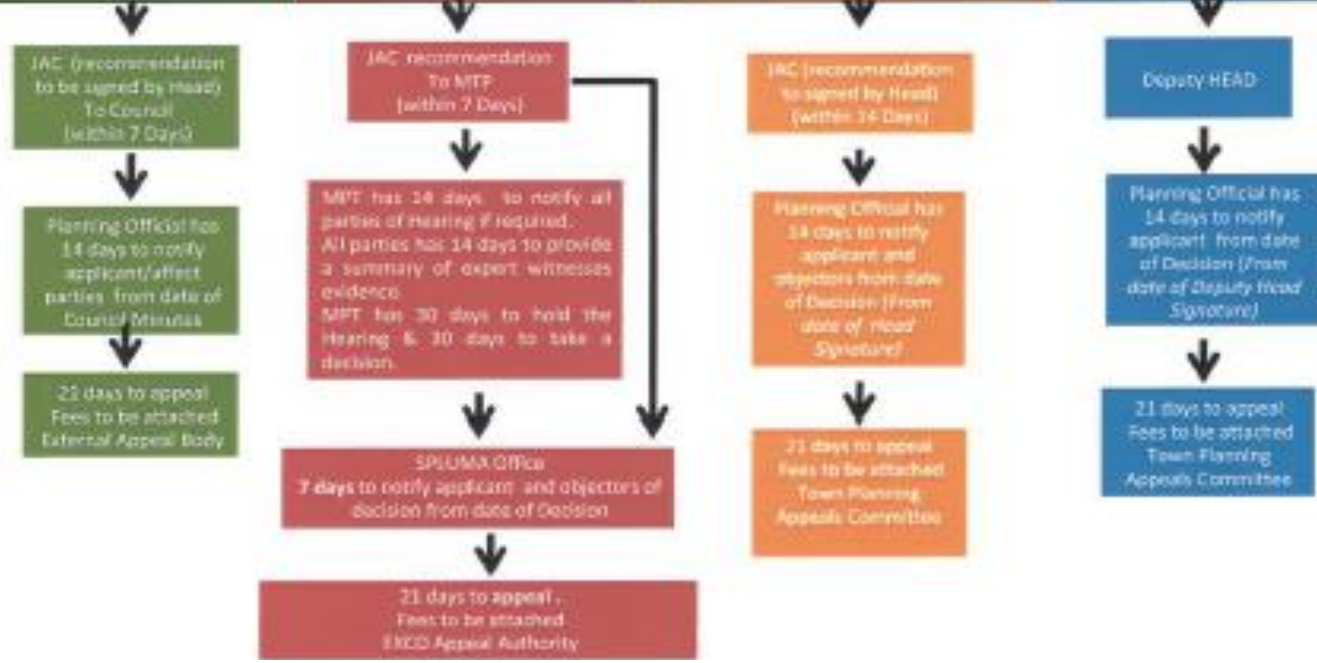 JAC (recommendation
to be signed by Head)
To Council
(within 7 Days)
Planning Official has
14 days to notify
applicant/affect
parties from date of
Council Minutes
21 days to appeal
Fees to be attached
External Appeal Body
JAC recommendation
To MTP
(within 7 Days)
MPT has 14 days to notify all
parties of Hearing if required.
All parties has 14 days to provide
a summary of expert witnesses
evidence.
MPT has 30 days to hold the
Hearing & 30 days to take a
decision.
SPLUMA Office
7 days to notify applicant and objectors of
decision from date of Decision
21 days to appeal .
Fees to be attached
EXCO Appeal Authority
JAC (recommendation
to signed by Head)
(within 14 Days)
Planning Official has
14 days to notify
applicant and
objectors from date
of Decision (From
date of Head
Signature)
21 days to appeal
Fees to be attached
Town Planning
Appeals Committee
Deputy HEAD
Planning Official has
14 days to notify
applicant from date
of Decision (From
date of Deputy Head
Signature)
21 days to appeal
Fees to be attached
Town Planning
Appeals Committee